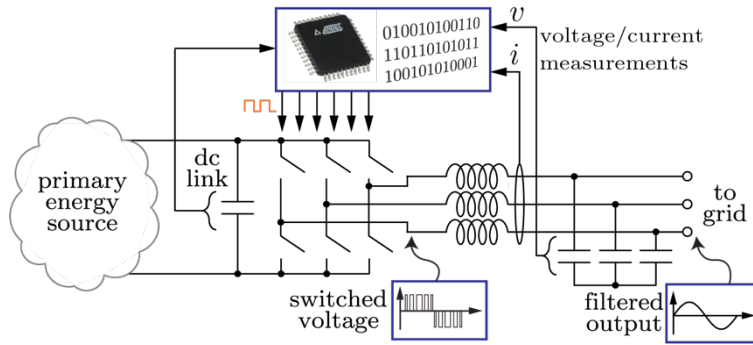 v
i
010010100110
110110101011
100101010001
voltage/current
measurements
dc
link
primary
energy
source
to
grid
switched
voltage
filtered
output